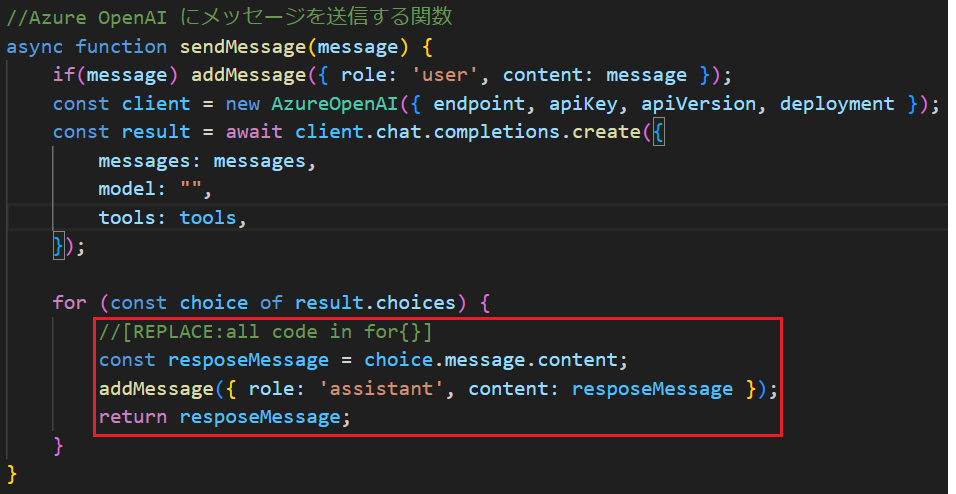 //Azure OpenAI にメッセージを送信する関数
async function sendMessage(message) {
    if(message) addMessage({ role: 'user', content: message });
    const client = new AzureOpenAI({ endpoint, apiKey, apiVersion, deployment });
    const result = await client.chat.completions.create({
        messages: messages,
        model: "",
        tools: tools,
    });
    for (const choice of result.choices) {
        //[REPLACE:all code in for{}]
        const resposeMessage = choice.message.content;
        addMessage({ role: 'assistant', content: resposeMessage });
        return resposeMessage;
    }
}